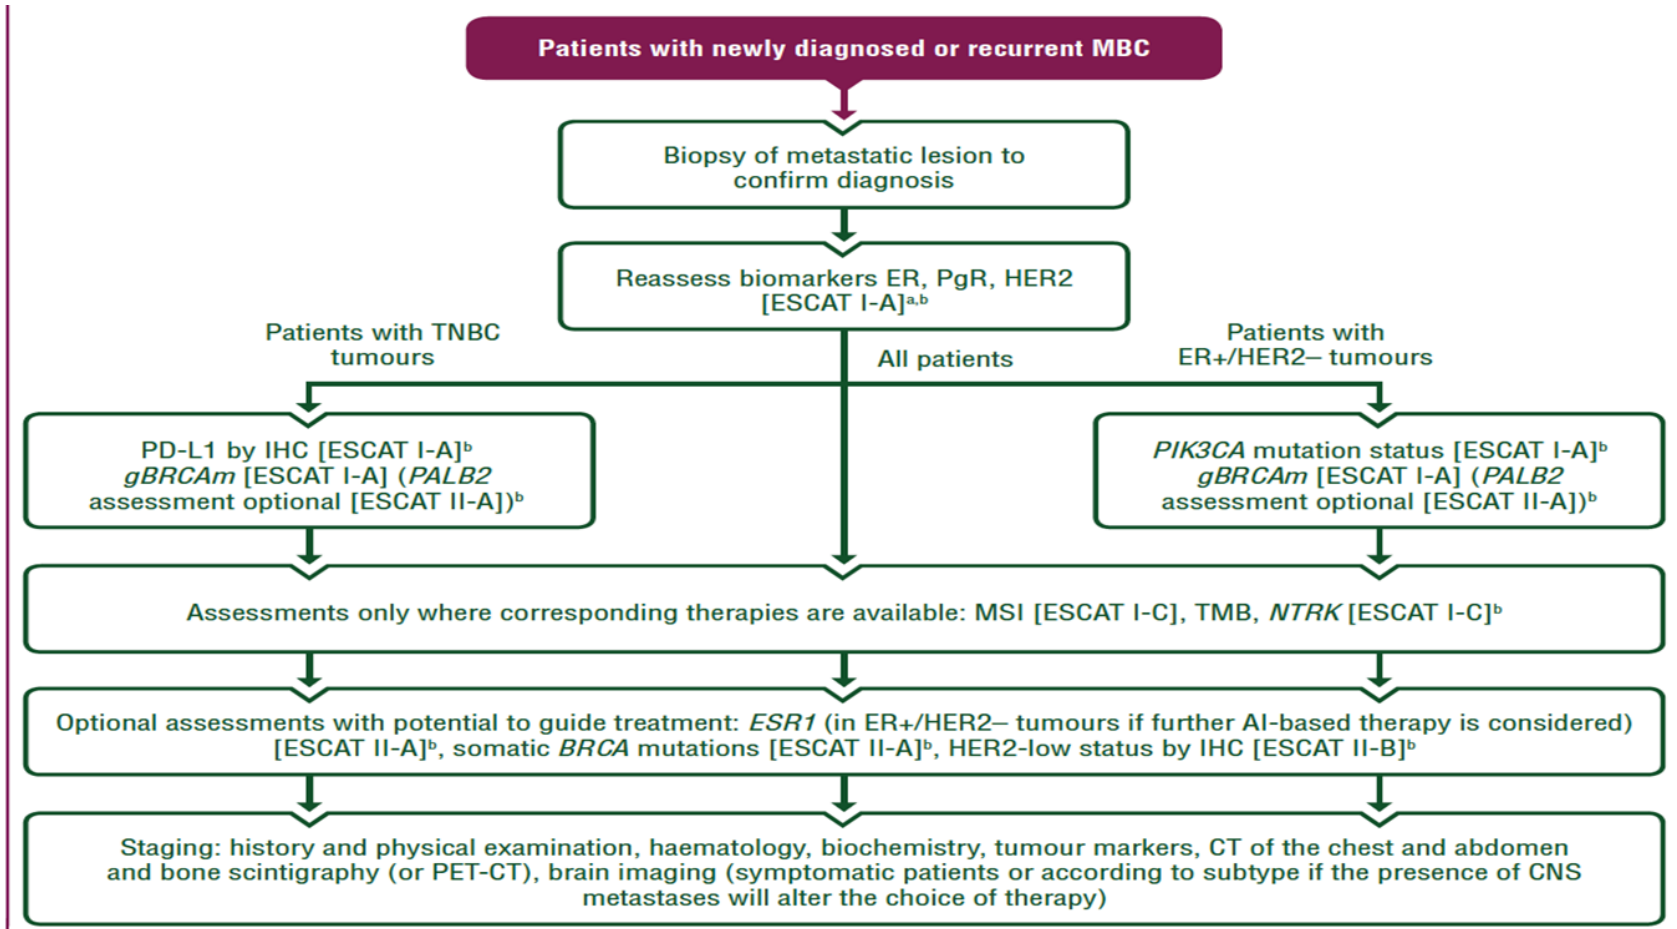 Patients with newly diagnosed or recurrent MBC
Biopsy of metastatic lesion to
confirm diagnosis
Reassess biomarkers ER, PgR, HER2
[ESCAT I-A]ᵃ,ᵇ
Patients with TNBC
tumours
All patients
Patients with
ER+/HER2– tumours
PD-L1 by IHC [ESCAT I-A]ᵇ
gBRCAm [ESCAT I-A] (PALB2
assessment optional [ESCAT II-A])ᵇ
PIK3CA mutation status [ESCAT I-A]ᵇ
gBRCAm [ESCAT I-A] (PALB2
assessment optional [ESCAT II-A])ᵇ
Assessments only where corresponding therapies are available: MSI [ESCAT I-C], TMB, NTRK [ESCAT I-C]ᵇ
Optional assessments with potential to guide treatment: ESR1 (in ER+/HER2– tumours if further AI-based therapy is considered)
[ESCAT II-A]ᵇ, somatic BRCA mutations [ESCAT II-A]ᵇ, HER2-low status by IHC [ESCAT II-B]ᵇ
Staging: history and physical examination, haematology, biochemistry, tumour markers, CT of the chest and abdomen
and bone scintigraphy (or PET-CT), brain imaging (symptomatic patients or according to subtype if the presence of CNS
metastases will alter the choice of therapy)